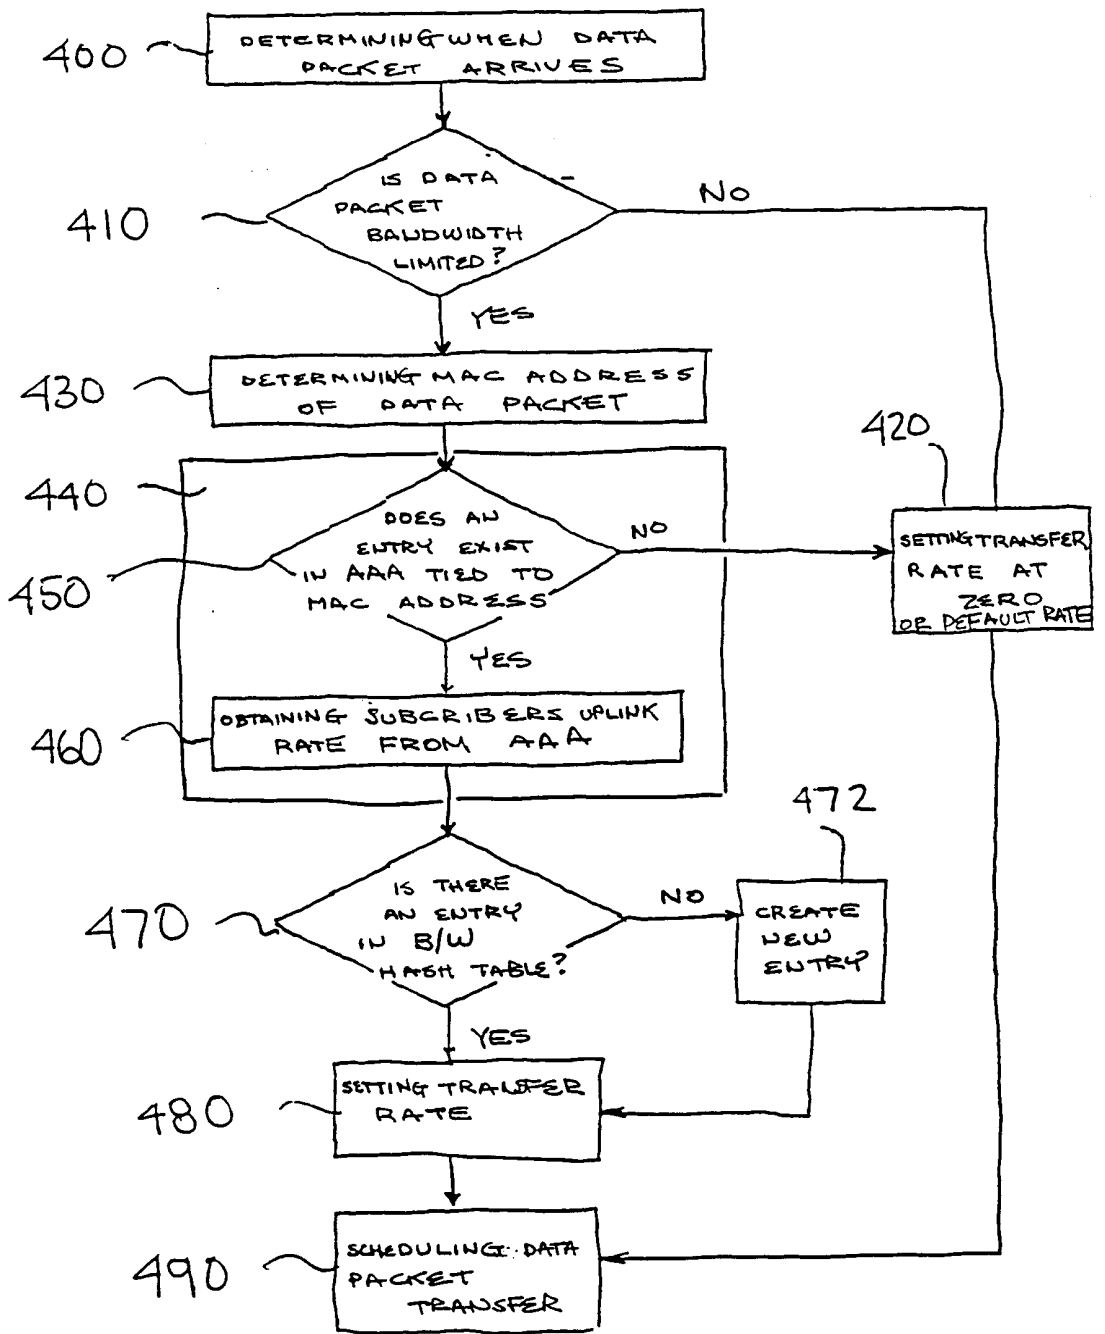 400
DETERMINING WHEN DATA
PACKET ARRIVES
410
IS DATA
PACKET
BANDWIDTH
LIMITED?
NO
YES
430
DETERMINING MAC ADDRESS
OF DATA PACKET
420
SETTING TRANSFER
RATE AT
ZERO
OR DEFAULT RATE
440
450
DOES AN
ENTRY EXIST
IN AAA TIED TO
MAC ADDRESS
NO
YES
460
OBTAINING SUBCRIBERS UPLINK
RATE FROM AAA
470
IS THERE
AN ENTRY
IN B/W
HASH TABLE?
NO
472
CREATE
NEW
ENTRY
YES
480
SETTING TRANFER
RATE
490
SCHEDULING DATA
PACKET
TRANSFER